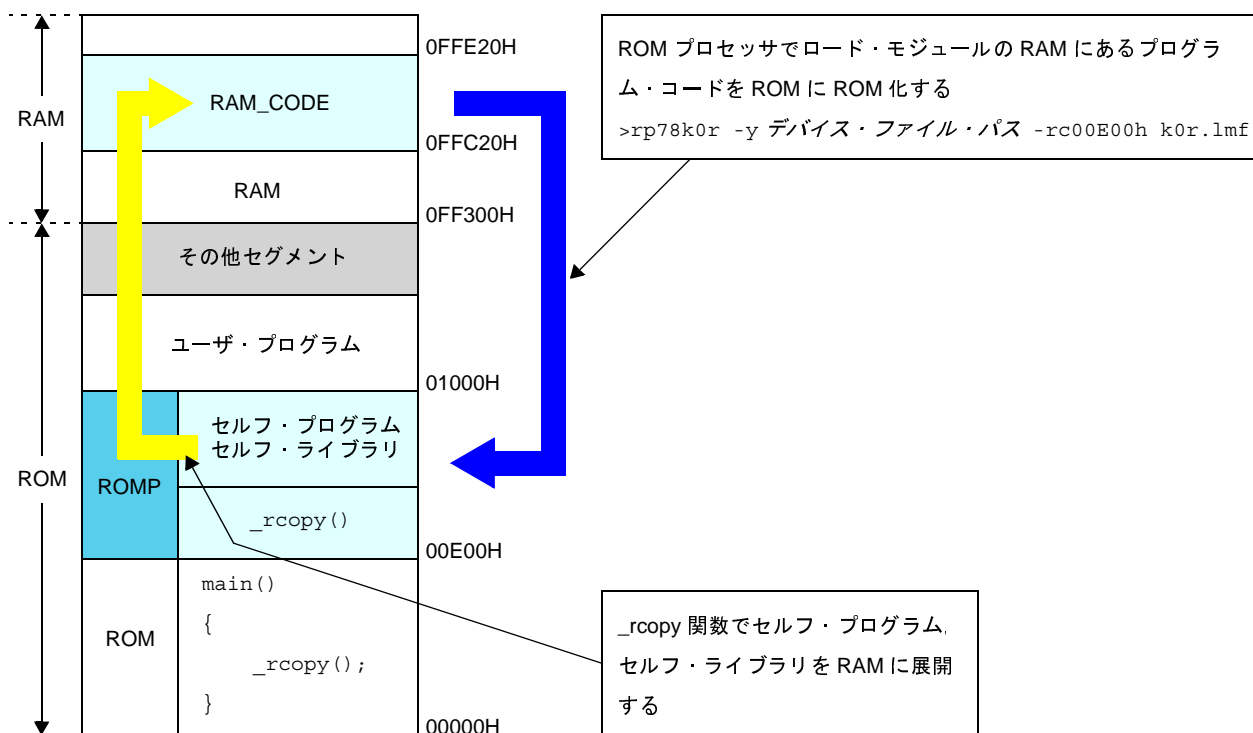 0FFE20H
RAM
RAM_CODE
0FFC20H
RAM
0FF300H
その他セグメント
ユーザ・プログラム
01000H
ROM
ROMP
セルフ・プログラム
セルフ・ライブラリ
_rcopy()
00E00H
ROM
main()
{
_rcopy();
}
00000H
ROM プロセッサでロード・モジュールの RAM にあるプログラ
ム・コードを ROM に ROM 化する
>rp78k0r -y デバイス・ファイル・パス -rc00E00h k0r.lmf
_rcopy 関数でセルフ・プログラム,
セルフ・ライブラリを RAM に展開
する